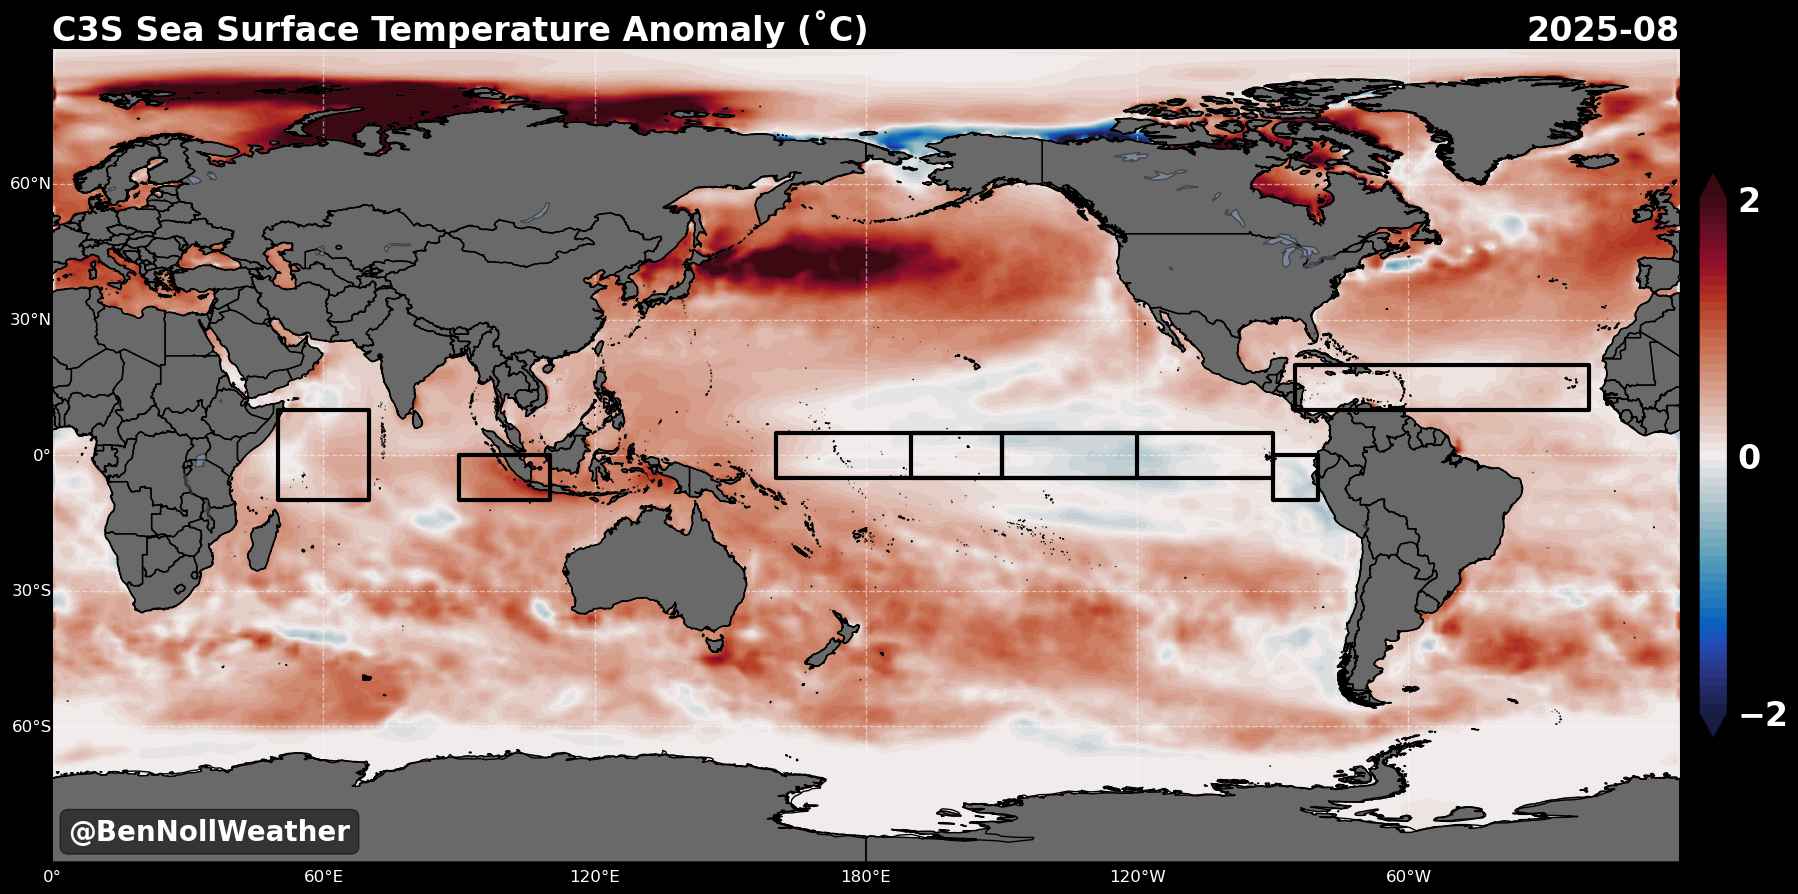 C3S Sea Surface Temperature Anomaly (˚C)
2025-08
60°N
30°N
0°
30°S
60°S
2
0
−2
@BenNollWeather
0°
60°E
120°E
180°E
120°W
60°W